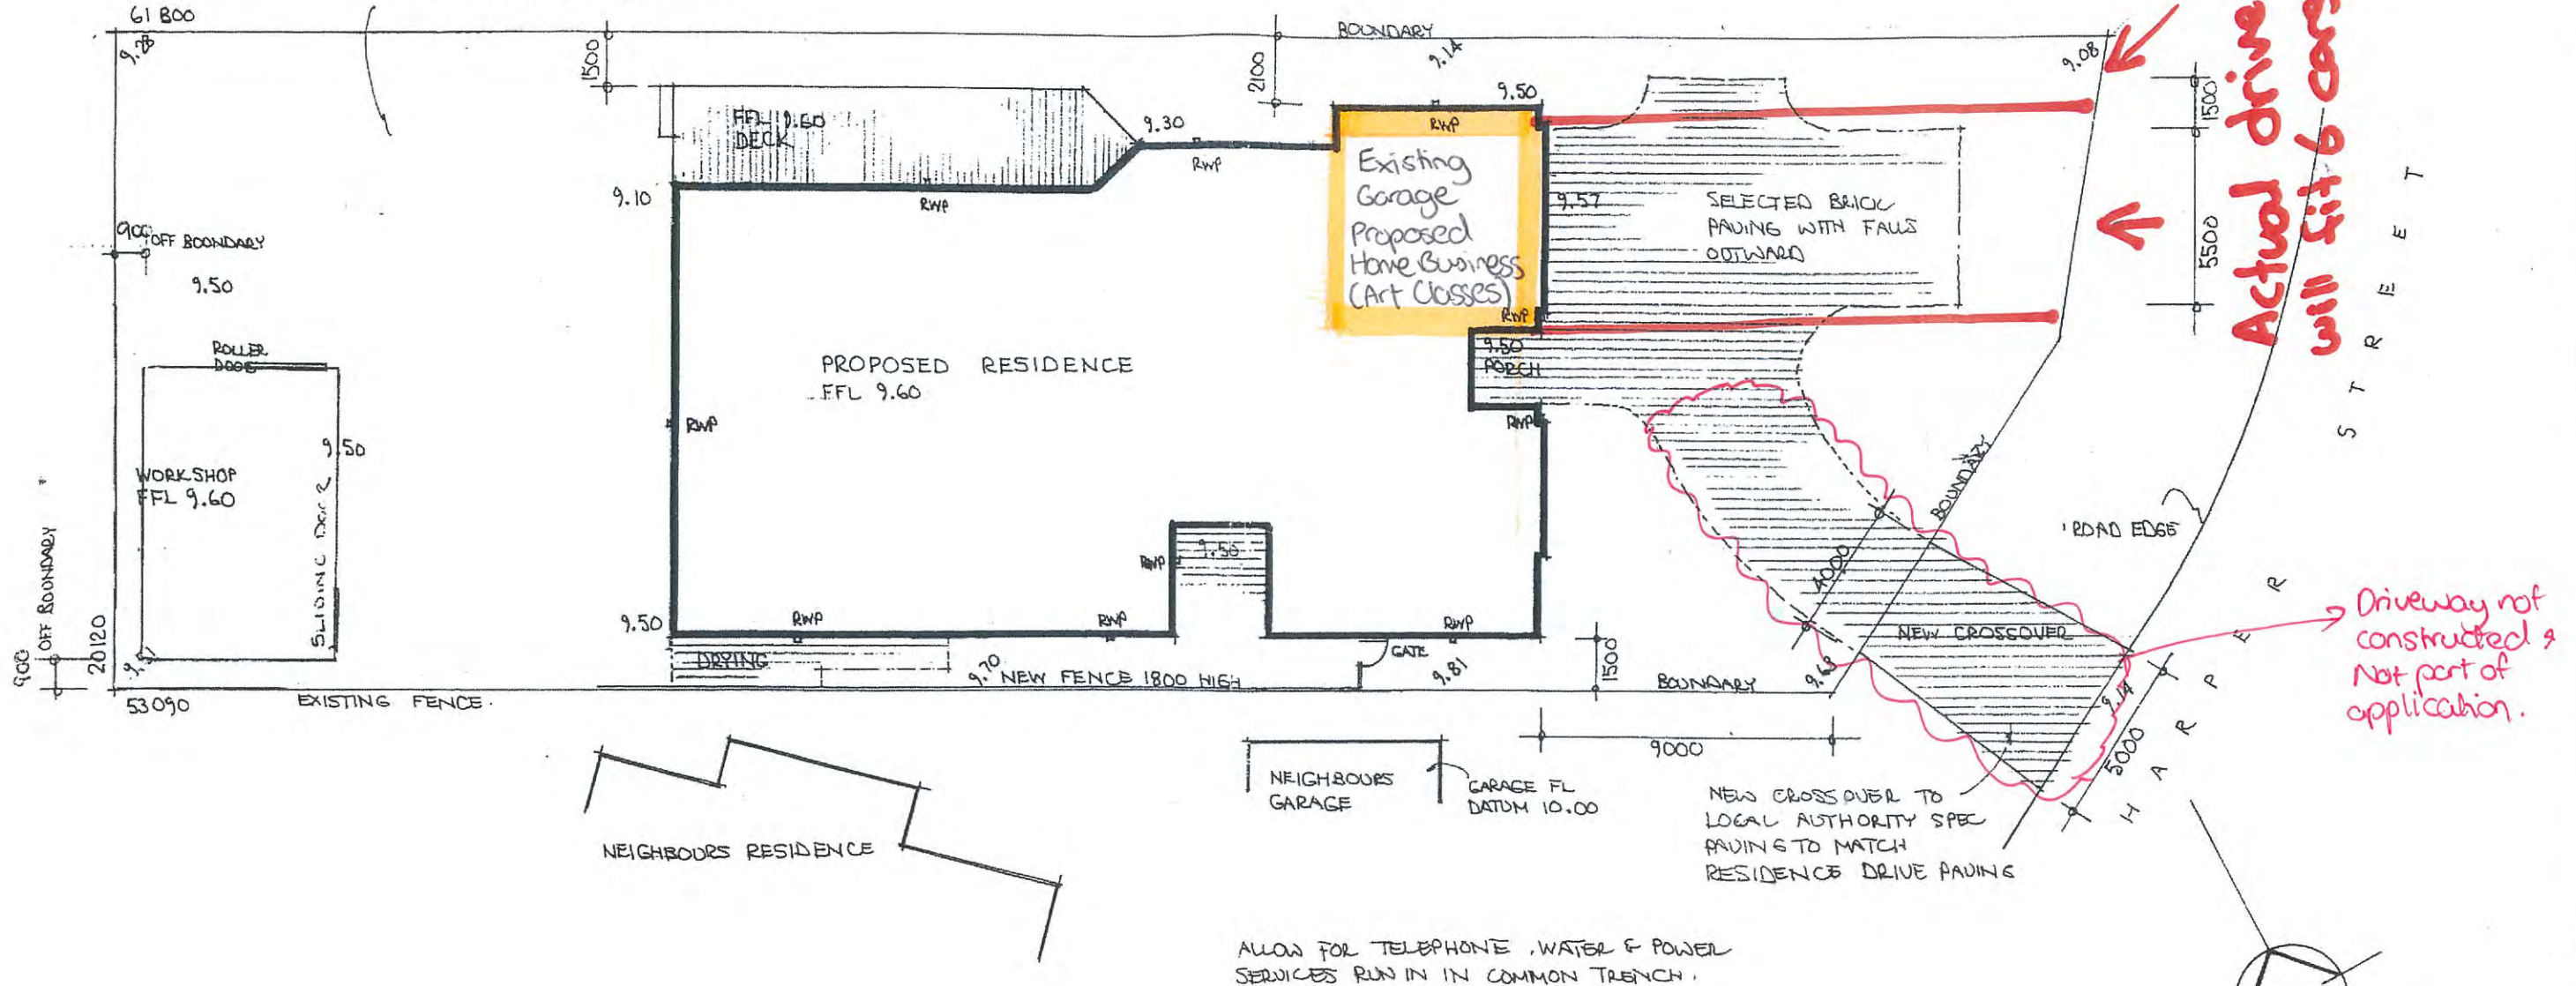 61 800
9.20
1500
BOUNDARY
2100
9.14
9.08
1500
5500
Actual drive
will fit 6 cars
FFL 9.60
DECK
9.30
RWP
9.50
RWP
9.10
RWP
Existing
Garage
Proposed
Home Business
(Art Classes)
RWP
9.57
SELECTED BRICK
PAVING WITH FALLS
OUTWARD
900 OFF BOUNDARY
9.50
ROLLER
DOOR
PROPOSED RESIDENCE
FFL 9.60
9.50
PORCH
RWP
RWP
9.50
WORKSHOP
FFL 9.60
SLIDING DOOR
900 OFF BOUNDARY
20120
BOUNDARY
'ROAD EDGE
HARPER STREET
4000
NEW CROSSOVER
9.50
RWP
9.50
RWP
RWP
RWP
DRYING
9.70 NEW FENCE 1800 HIGH
GATE
9.81
1500
BOUNDARY
9.68
9.14
5000
Driveway not
constructed &
Not part of
application.
53090
EXISTING FENCE.
9000
NEIGHBOURS
GARAGE
GARAGE FL
DATUM 10.00
NEW CROSSOVER TO
LOCAL AUTHORITY SPEC
PAVING TO MATCH
RESIDENCE DRIVE PAVING
NEIGHBOURS RESIDENCE
ALLOW FOR TELEPHONE, WATER & POWER
SERVICES RUN IN IN COMMON TRENCH.